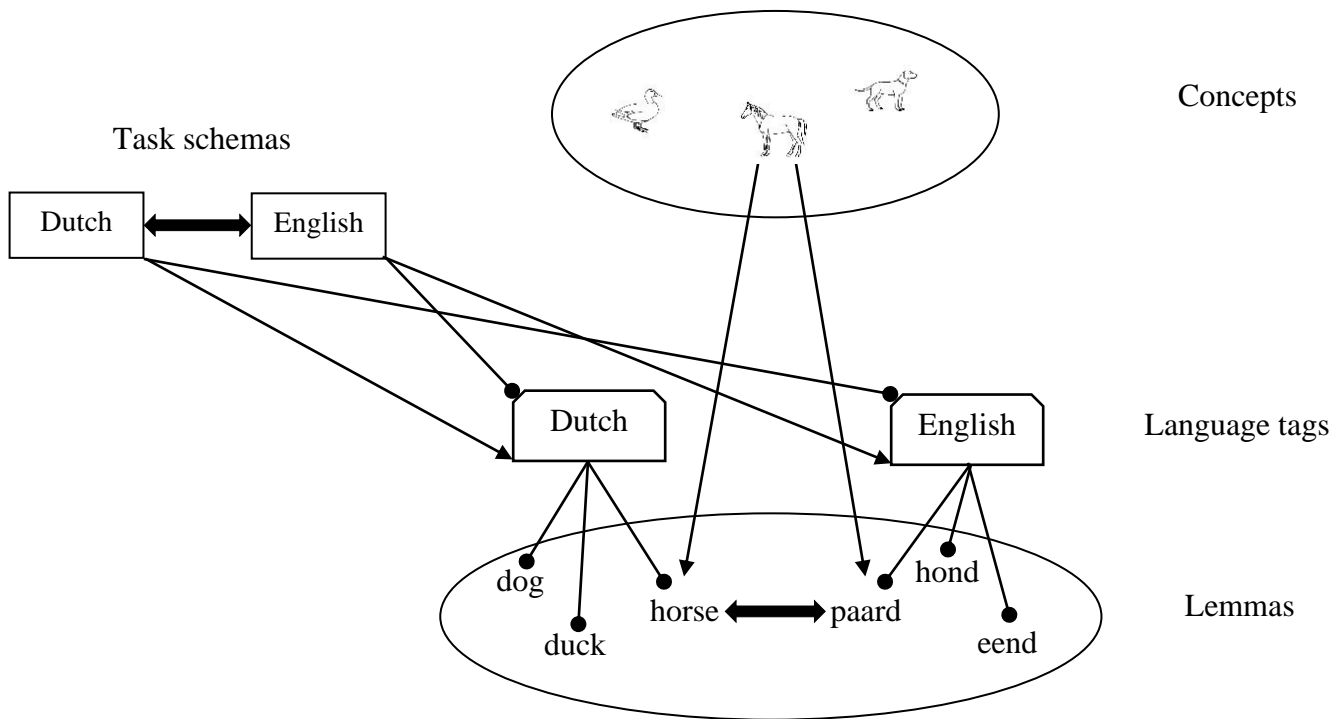 Concepts
Task schemas
Dutch
English
Dutch
English
Language tags
dog
horse
paard
hond
duck
eend
Lemmas